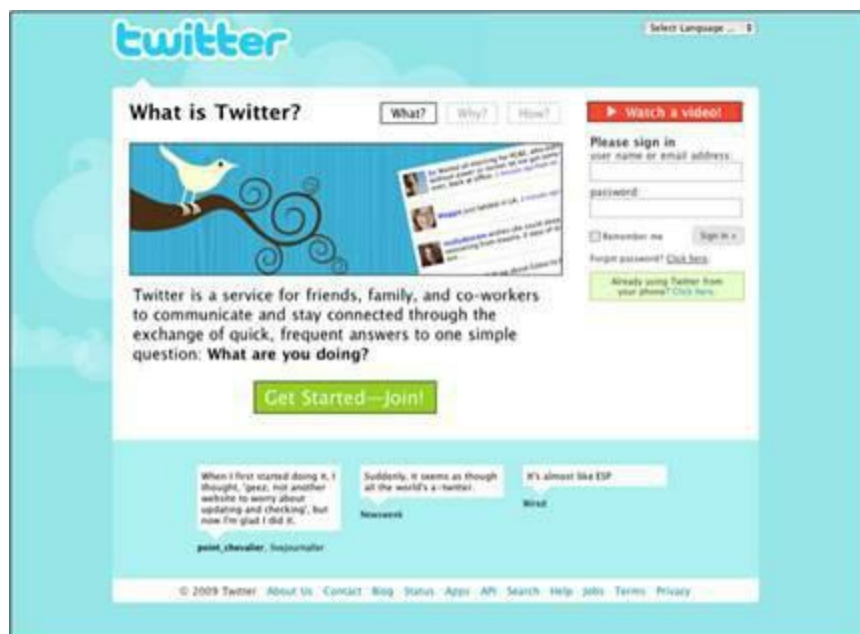 twitter
Select Language ...
What is Twitter?
What?
Why?
How?
Twitter is a service for friends, family, and co-workers
to communicate and stay connected through the
exchange of quick, frequent answers to one simple
question: What are you doing?
Get Started—Join!
Watch a video!
Please sign in
user name or email address:
password:
Remember me
Sign In »
Forgot password? Click here.
Already using Twitter from
your phone? Click here.
When I first started doing it, I
thought, 'geez, not another
website to worry about
updating and checking', but
now I'm glad I did it.
point_chevalier, livejournaller
Suddenly, it seems as though
all the world's a-twitter.
Newsweek
It's almost like ESP
Wired
© 2009 Twitter About Us Contact Blog Status Apps API Search Help Jobs Terms Privacy